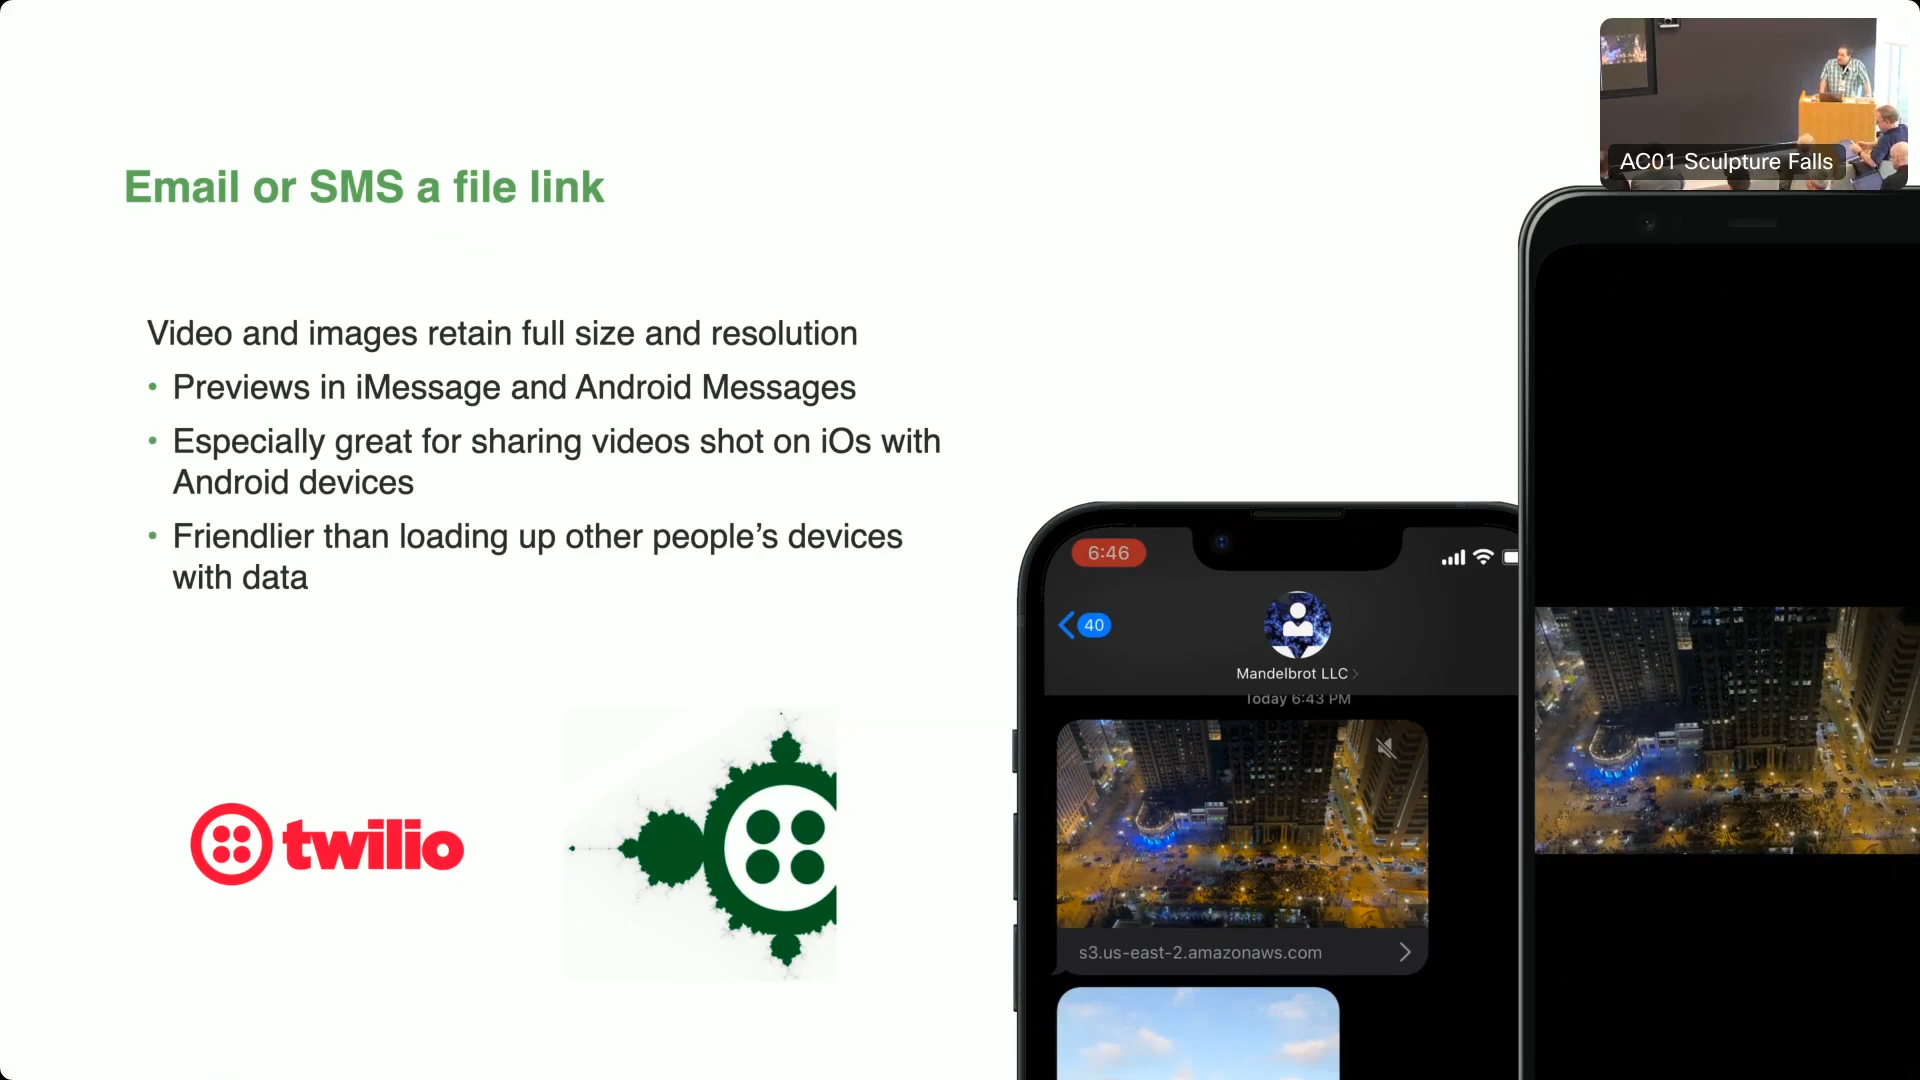 AC01 Sculpture Falls
Email or SMS a file link
Video and images retain full size and resolution
• Previews in iMessage and Android Messages
• Especially great for sharing videos shot on iOs with
Android devices
• Friendlier than loading up other people’s devices
with data
twilio
6:46
40
Mandelbrot LLC
Today 6:43 PM
s3.us-east-2.amazonaws.com